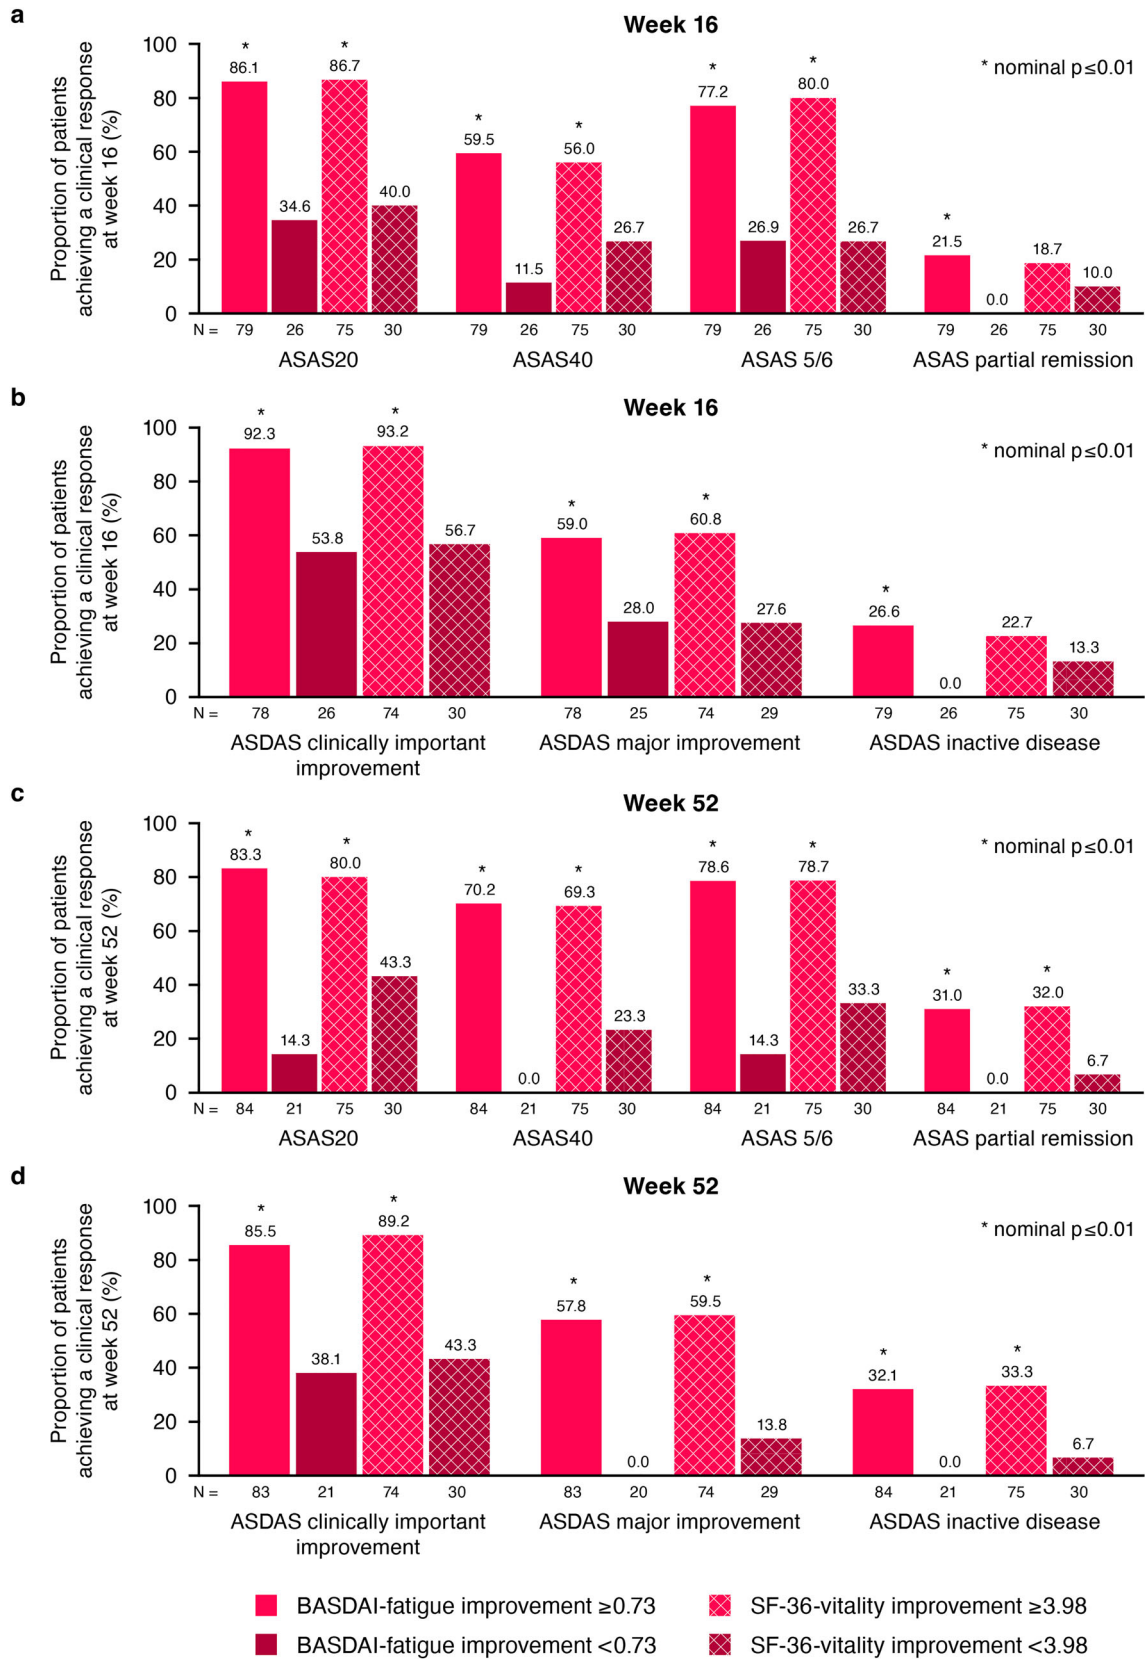 a
Week 16
* nominal p≤0.01
Proportion of patients
achieving a clinical response
at week 16 (%)
100
80
60
40
20
0
* * * * * * *
86.1 34.6 86.7 40.0 59.5 11.5 56.0 26.7 77.2 26.9 80.0 26.7 21.5 0.0 18.7 10.0
N = 79 26 75 30 79 26 75 30 79 26 75 30 79 26 75 30
ASAS20 ASAS40 ASAS 5/6 ASAS partial remission
b
Week 16
* nominal p≤0.01
Proportion of patients
achieving a clinical response
at week 16 (%)
100
80
60
40
20
0
* * * * *
92.3 53.8 93.2 56.7 59.0 28.0 60.8 27.6 26.6 0.0 22.7 13.3
N = 78 26 74 30 78 25 74 29 79 26 75 30
ASDAS clinically important ASDAS major improvement ASDAS inactive disease
improvement
c
Week 52
* nominal p≤0.01
Proportion of patients
achieving a clinical response
at week 52 (%)
100
80
60
40
20
0
* * * * * * * *
83.3 14.3 80.0 43.3 70.2 0.0 69.3 23.3 78.6 14.3 78.7 33.3 31.0 0.0 32.0 6.7
N = 84 21 75 30 84 21 75 30 84 21 75 30 84 21 75 30
ASAS20 ASAS40 ASAS 5/6 ASAS partial remission
d
Week 52
* nominal p≤0.01
Proportion of patients
achieving a clinical response
at week 52 (%)
100
80
60
40
20
0
* * * * * *
85.5 38.1 89.2 43.3 57.8 0.0 59.5 13.8 32.1 0.0 33.3 6.7
N = 83 21 74 30 83 20 74 29 84 21 75 30
ASDAS clinically important ASDAS major improvement ASDAS inactive disease
improvement
BASDAI-fatigue improvement ≥0.73 SF-36-vitality improvement ≥3.98
BASDAI-fatigue improvement <0.73 SF-36-vitality improvement <3.98